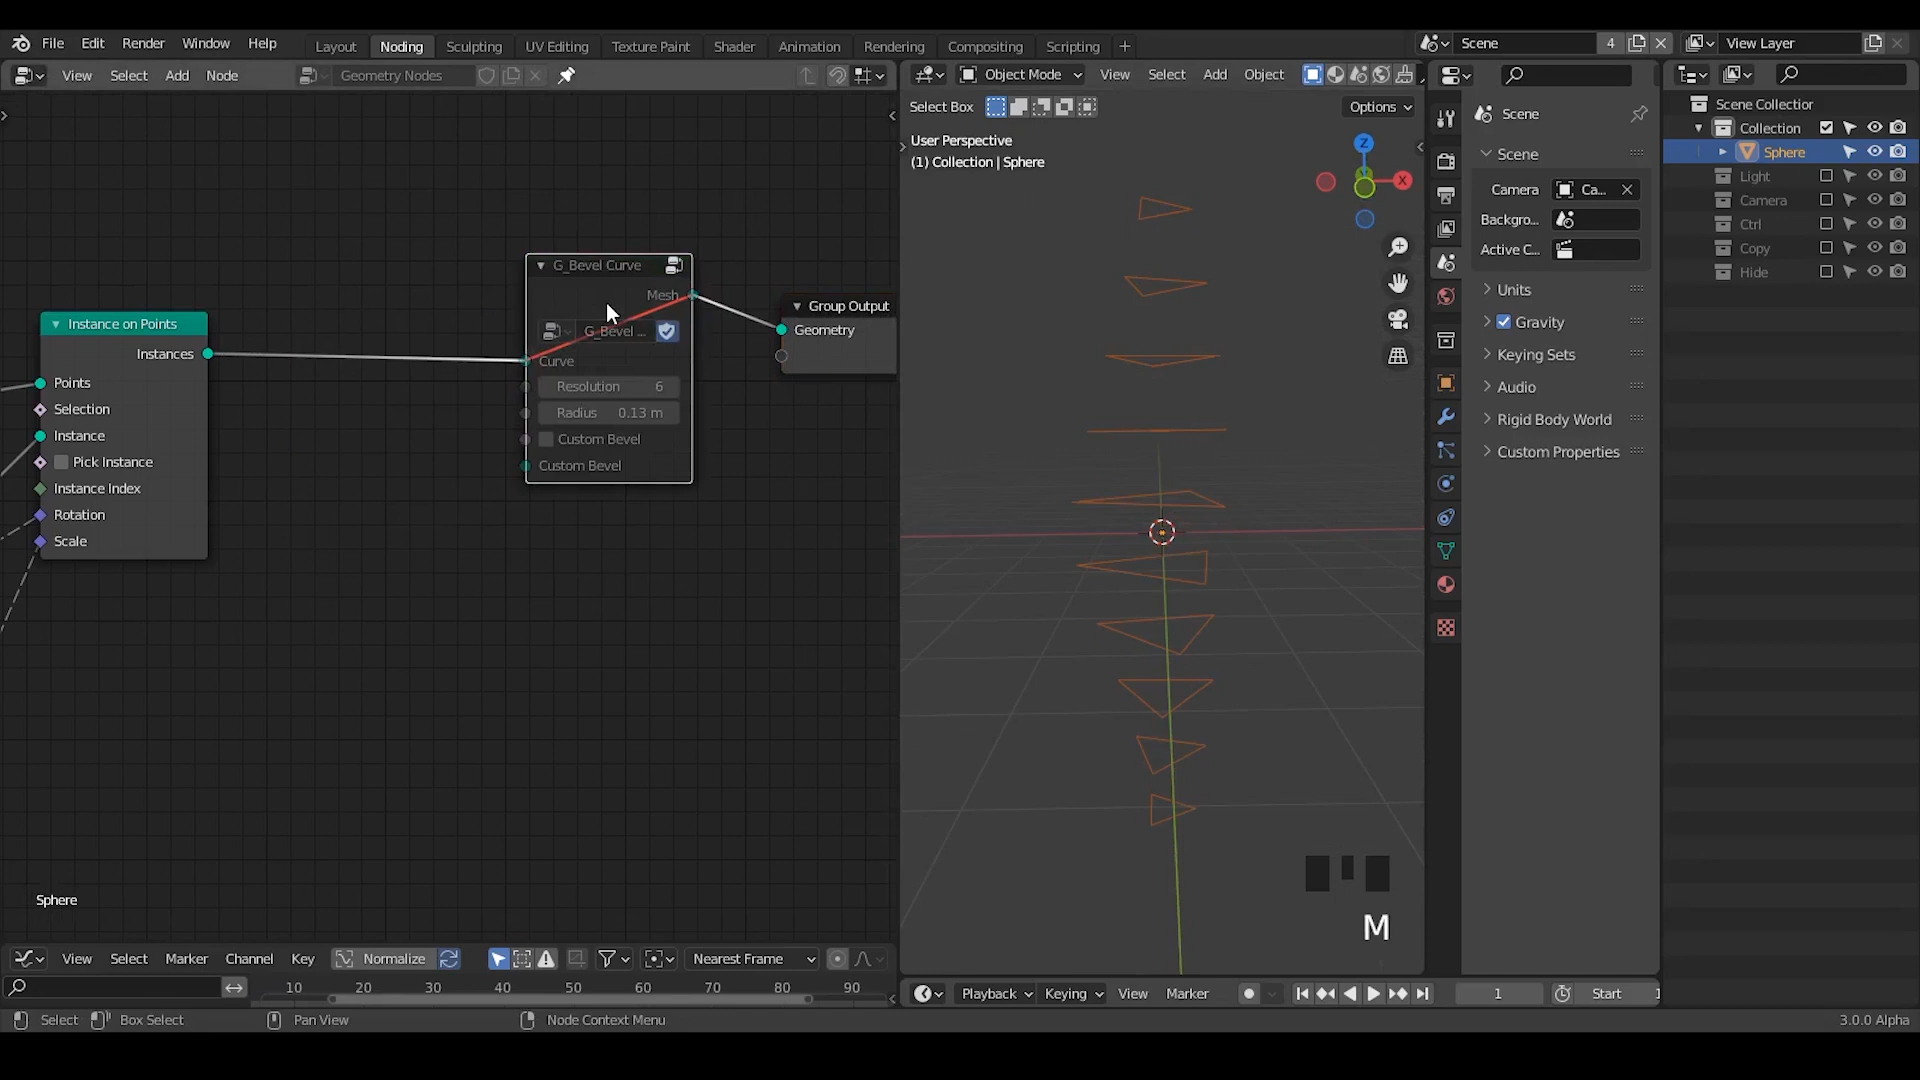 File Edit Render Window Help Layout Noding Sculpting UV Editing Texture Paint Shader Animation Rendering Compositing Scripting + Scene 4 View Layer
View Select Add Node Geometry Nodes Object Mode View Select Add Object
Select Box Options
User Perspective
(1) Collection | Sphere
Z
X
G_Bevel Curve
Mesh
G_Bevel ...
Curve
Resolution 6
Radius 0.13 m
Custom Bevel
Custom Bevel
Group Output
Geometry
Instance on Points
Instances
Points
Selection
Instance
Pick Instance
Instance Index
Rotation
Scale
Sphere
M
Scene
Scene
Camera Ca...
Backgro...
Active C...
Units
Gravity
Keying Sets
Audio
Rigid Body World
Custom Properties
Scene Collectior
Collection
Sphere
Light
Camera
Ctrl
Copy
Hide
View Select Marker Channel Key Normalize Nearest Frame
10 20 30 40 50 60 70 80 90
Playback Keying View Marker 1 Start 1
Select Box Select Pan View Node Context Menu 3.0.0 Alpha